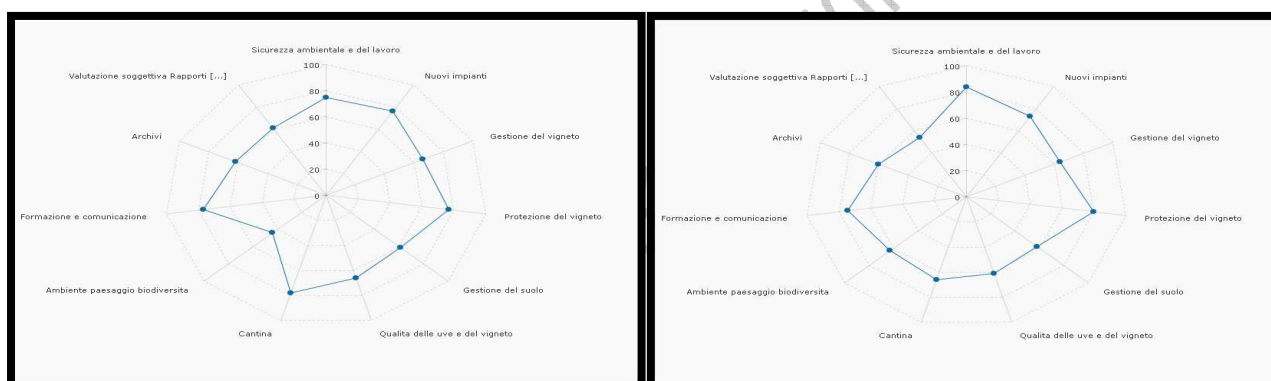 Sicurezza ambientale e del lavoro
100
Valutazione soggettiva Rapporti [...]
Nuovi impianti
80
60
Archivi
Gestione del vigneto
40
20
0
Formazione e comunicazione
Protezione del vigneto
Ambiente paesaggio biodiversita
Gestione del suolo
Cantina
Qualita delle uve e del vigneto
Sicurezza ambientale e del lavoro
100
Valutazione soggettiva Rapporti [...]
Nuovi impianti
80
60
Archivi
Gestione del vigneto
40
20
0
Formazione e comunicazione
Protezione del vigneto
Ambiente paesaggio biodiversita
Gestione del suolo
Cantina
Qualita delle uve e del vigneto